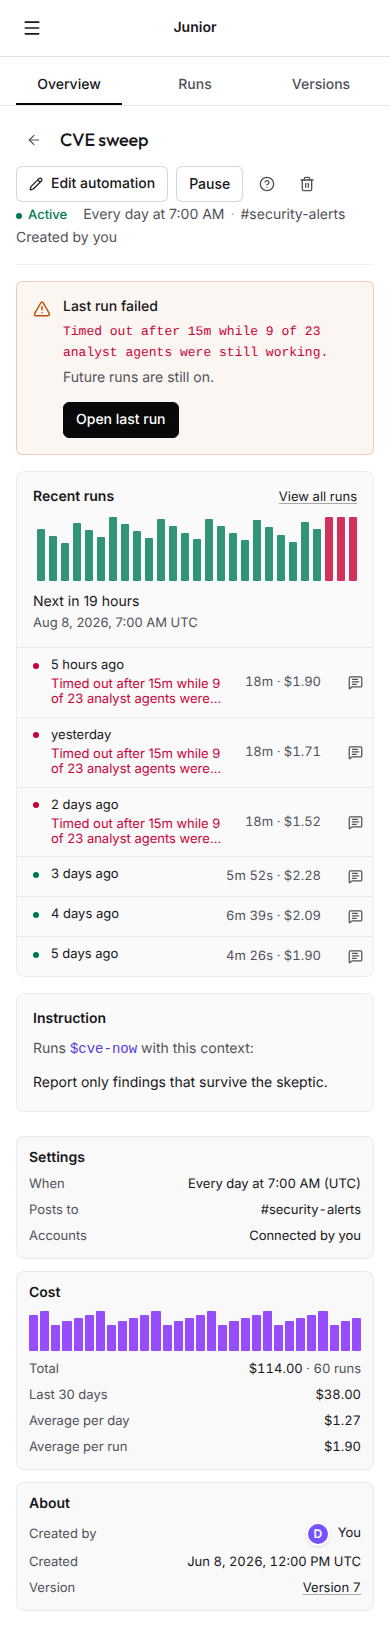 Junior
Overview
Runs
Versions
CVE sweep
Edit automation
Pause
Active
Every day at 7:00 AM · #security-alerts
Created by you
Last run failed
Timed out after 15m while 9 of 23
analyst agents were still working.
Future runs are still on.
Open last run
Recent runs
View all runs
Next in 19 hours
Aug 8, 2026, 7:00 AM UTC
5 hours ago
Timed out after 15m while 9
of 23 analyst agents were...
18m · $1.90
yesterday
Timed out after 15m while 9
of 23 analyst agents were...
18m · $1.71
2 days ago
Timed out after 15m while 9
of 23 analyst agents were...
18m · $1.52
3 days ago
5m 52s · $2.28
4 days ago
6m 39s · $2.09
5 days ago
4m 26s · $1.90
Instruction
Runs $cve-now with this context:
Report only findings that survive the skeptic.
Settings
When
Every day at 7:00 AM (UTC)
Posts to
#security-alerts
Accounts
Connected by you
Cost
Total
$114.00 · 60 runs
Last 30 days
$38.00
Average per day
$1.27
Average per run
$1.90
About
Created by
D You
Created
Jun 8, 2026, 12:00 PM UTC
Version
Version 7